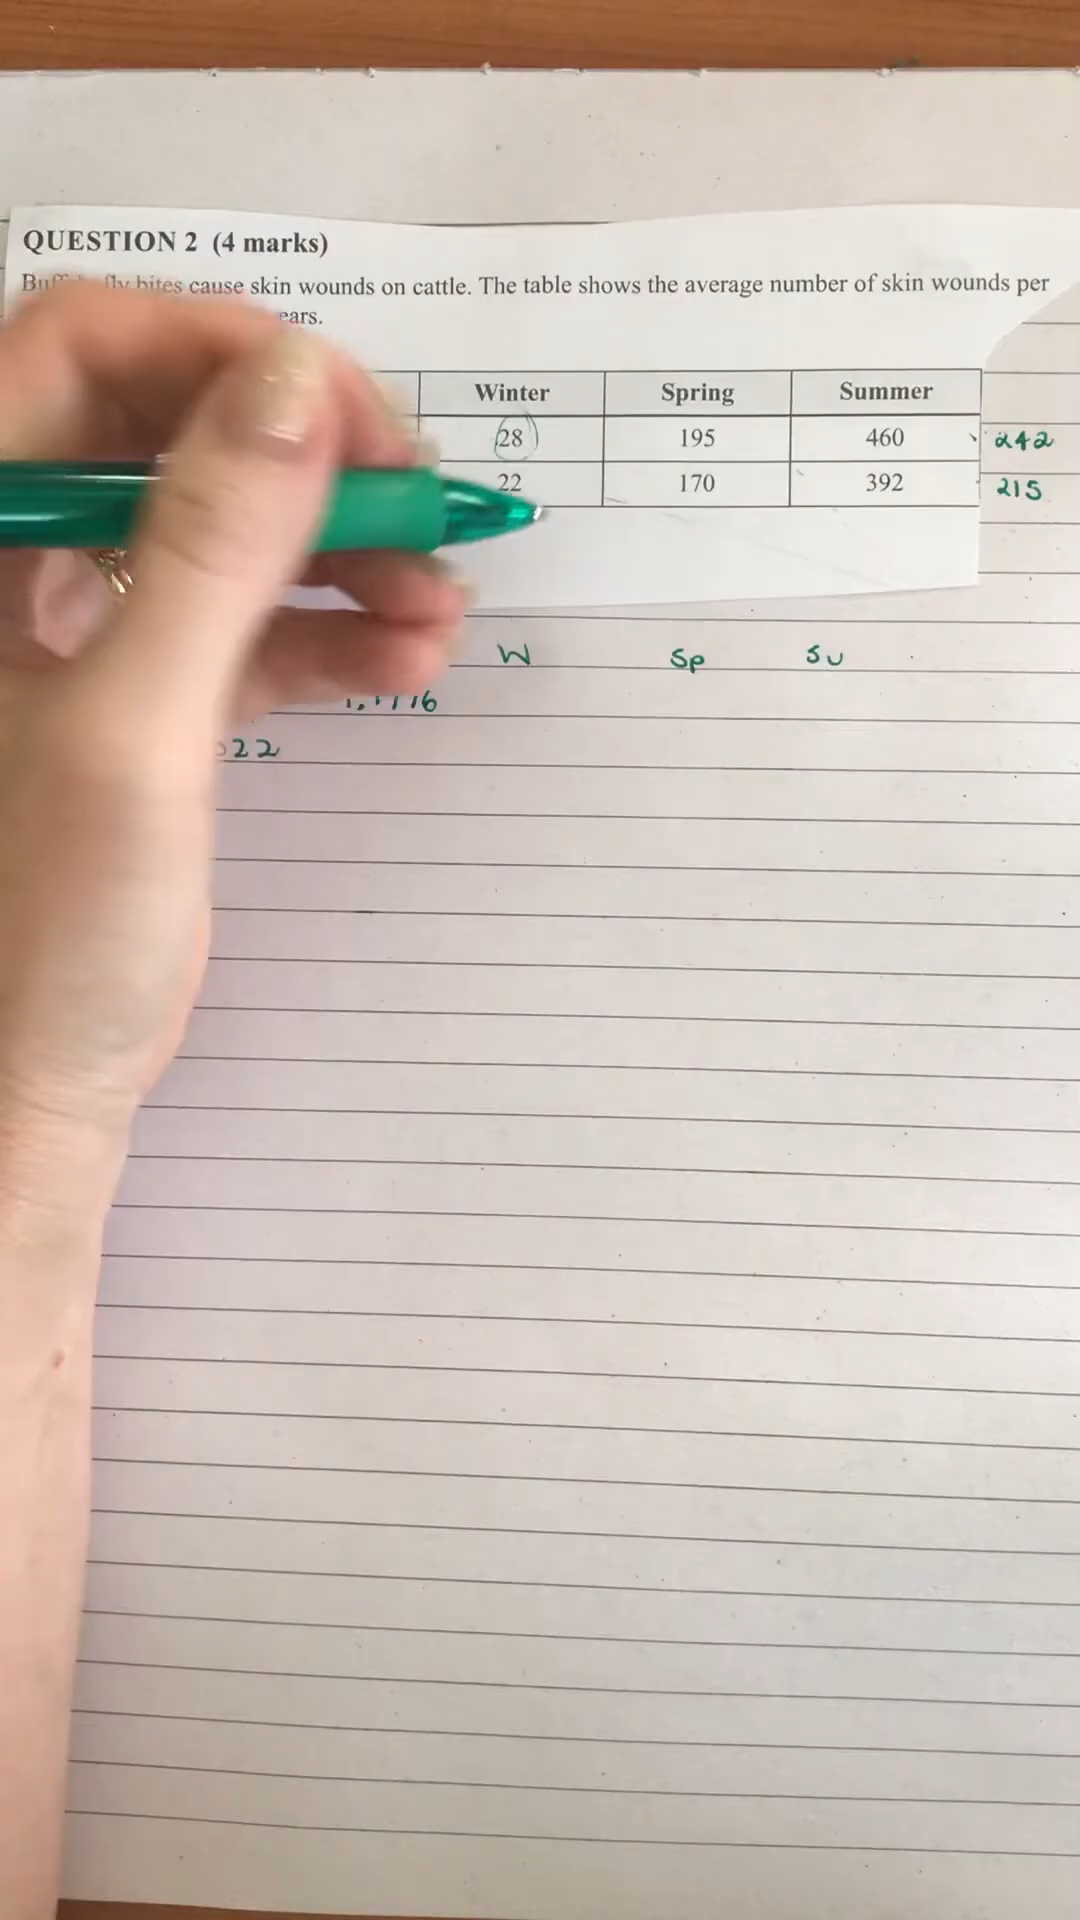 QUESTION 2 (4 marks)
fly bites cause skin wounds on cattle. The table shows the average number of skin wounds per
ears.
Winter Spring Summer
28 195 460 242
22 170 392 215
W Sp Su
22